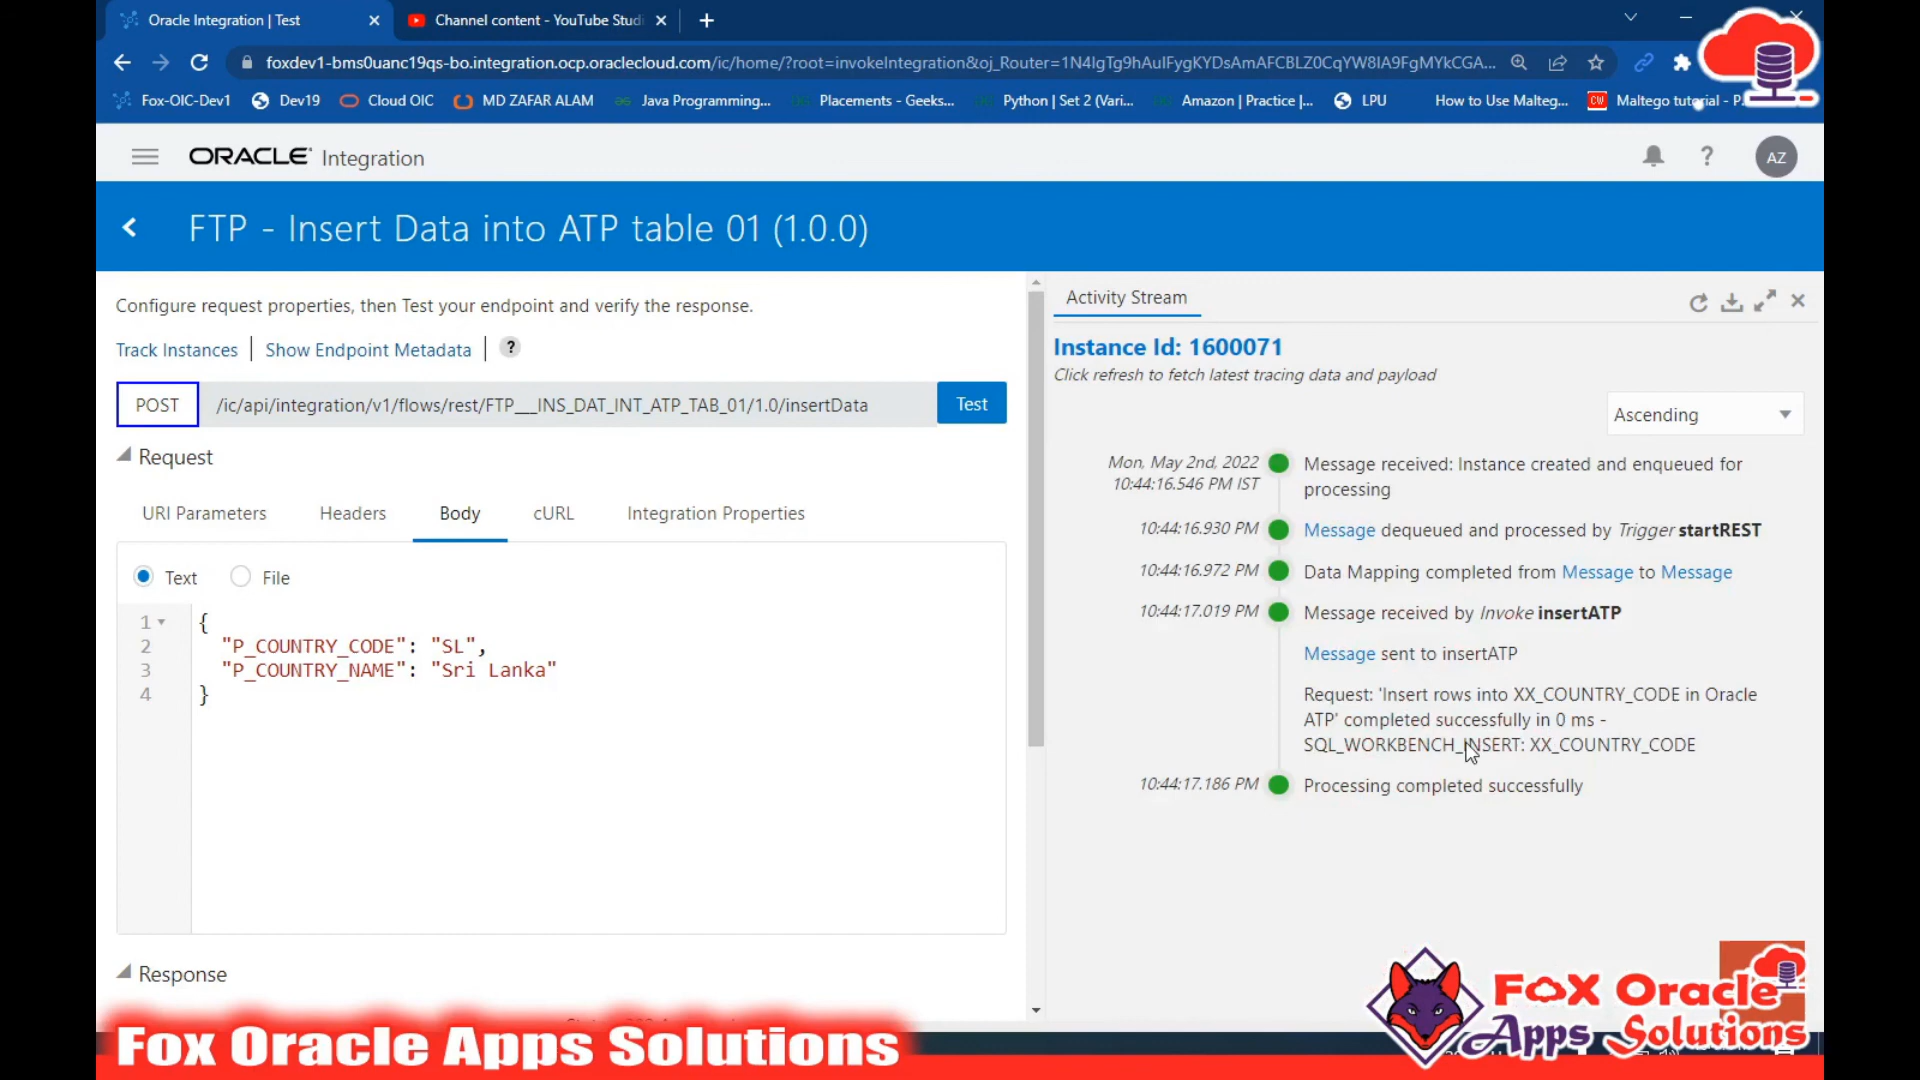 Oracle Integration | Test
Channel content - YouTube Stud
foxdev1-bms0uanc19qs-bo.integration.ocp.oraclecloud.com/ic/home/?root=invokeIntegration&oj_Router=1N4IgTg9hAuIFygKYDsAmAFCBLZ0CqYW8IA9FgMYkCGA...
Fox-OIC-Dev1
Dev19
Cloud OIC
MD ZAFAR ALAM
Java Programming...
Placements - Geeks...
Python | Set 2 (Vari...
Amazon | Practice |...
LPU
How to Use Malteg...
CW
Maltego tutorial - P
ORACLE Integration
?
AZ
FTP - Insert Data into ATP table 01 (1.0.0)
Configure request properties, then Test your endpoint and verify the response.
Track Instances
Show Endpoint Metadata
?
POST
/ic/api/integration/v1/flows/rest/FTP___INS_DAT_INT_ATP_TAB_01/1.0/insertData
Test
Request
URI Parameters
Headers
Body
cURL
Integration Properties
Text
File
1 {
2 "P_COUNTRY_CODE": "SL",
3 "P_COUNTRY_NAME": "Sri Lanka"
4 }
Response
Activity Stream
Instance Id: 1600071
Click refresh to fetch latest tracing data and payload
Ascending
Mon, May 2nd, 2022
10:44:16.546 PM IST
Message received: Instance created and enqueued for
processing
10:44:16.930 PM
Message dequeued and processed by Trigger startREST
10:44:16.972 PM
Data Mapping completed from Message to Message
10:44:17.019 PM
Message received by Invoke insertATP
Message sent to insertATP
Request: 'Insert rows into XX_COUNTRY_CODE in Oracle
ATP' completed successfully in 0 ms -
SQL_WORKBENCH_INSERT: XX_COUNTRY_CODE
10:44:17.186 PM
Processing completed successfully
Fox Oracle Apps Solutions
Fox Oracle
Apps Solutions